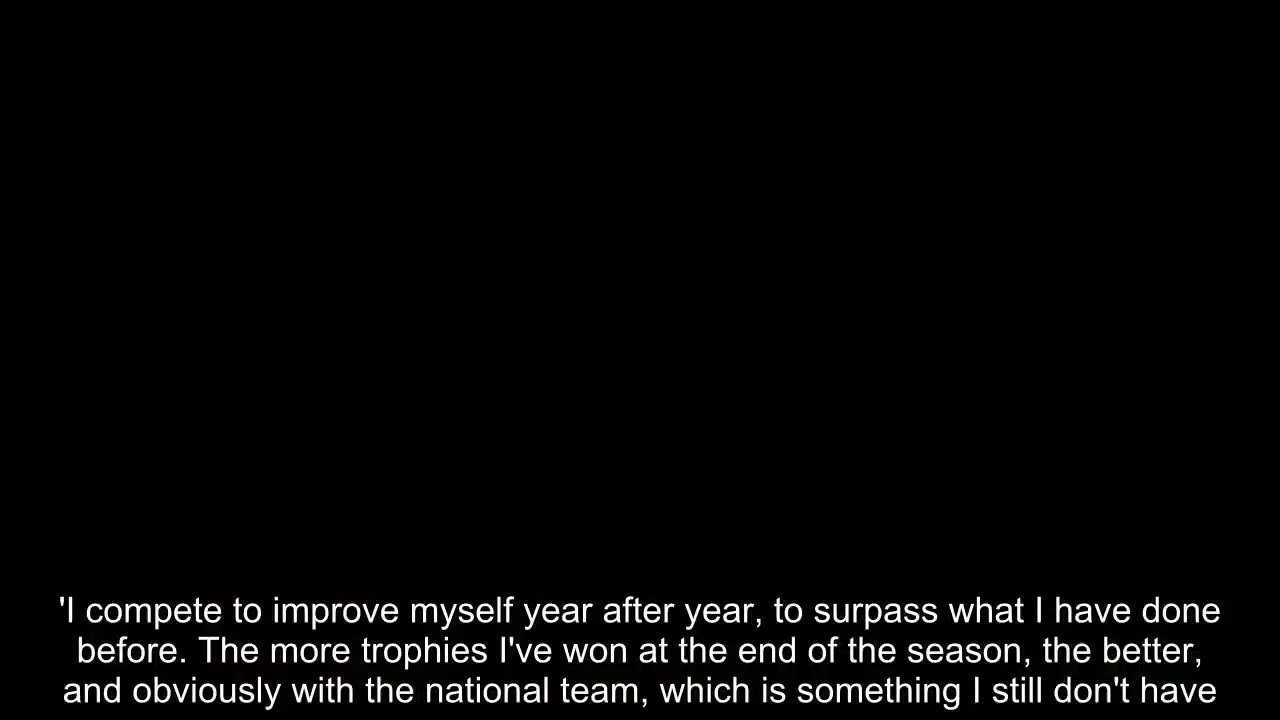 'I compete to improve myself year after year, to surpass what I have done
before. The more trophies I've won at the end of the season, the better,
and obviously with the national team, which is something I still don't have